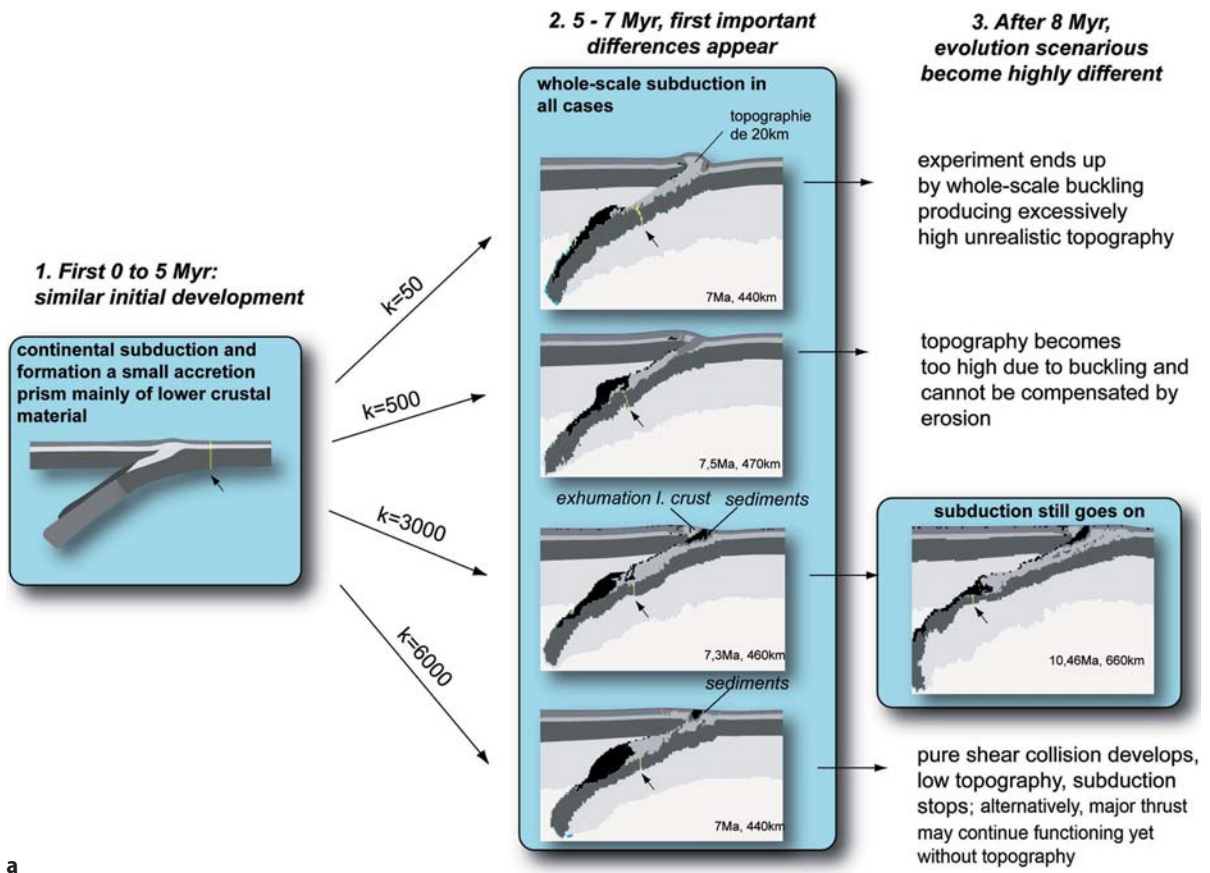 1. First 0 to 5 Myr:
similar initial development
continental subduction and
formation a small accretion
prism mainly of lower crustal
material
k=50
k=500
k=3000
k=6000
2. 5 - 7 Myr, first important
differences appear
whole-scale subduction in
all cases
topographie
de 20km
7Ma, 440km
7,5Ma, 470km
exhumation l. crust
sediments
7,3Ma, 460km
sediments
7Ma, 440km
3. After 8 Myr,
evolution scenarious
become highly different
experiment ends up
by whole-scale buckling
producing excessively
high unrealistic topography
topography becomes
too high due to buckling and
cannot be compensated by
erosion
subduction still goes on
10,46Ma, 660km
pure shear collision develops,
low topography, subduction
stops; alternatively, major thrust
may continue functioning yet
without topography
a